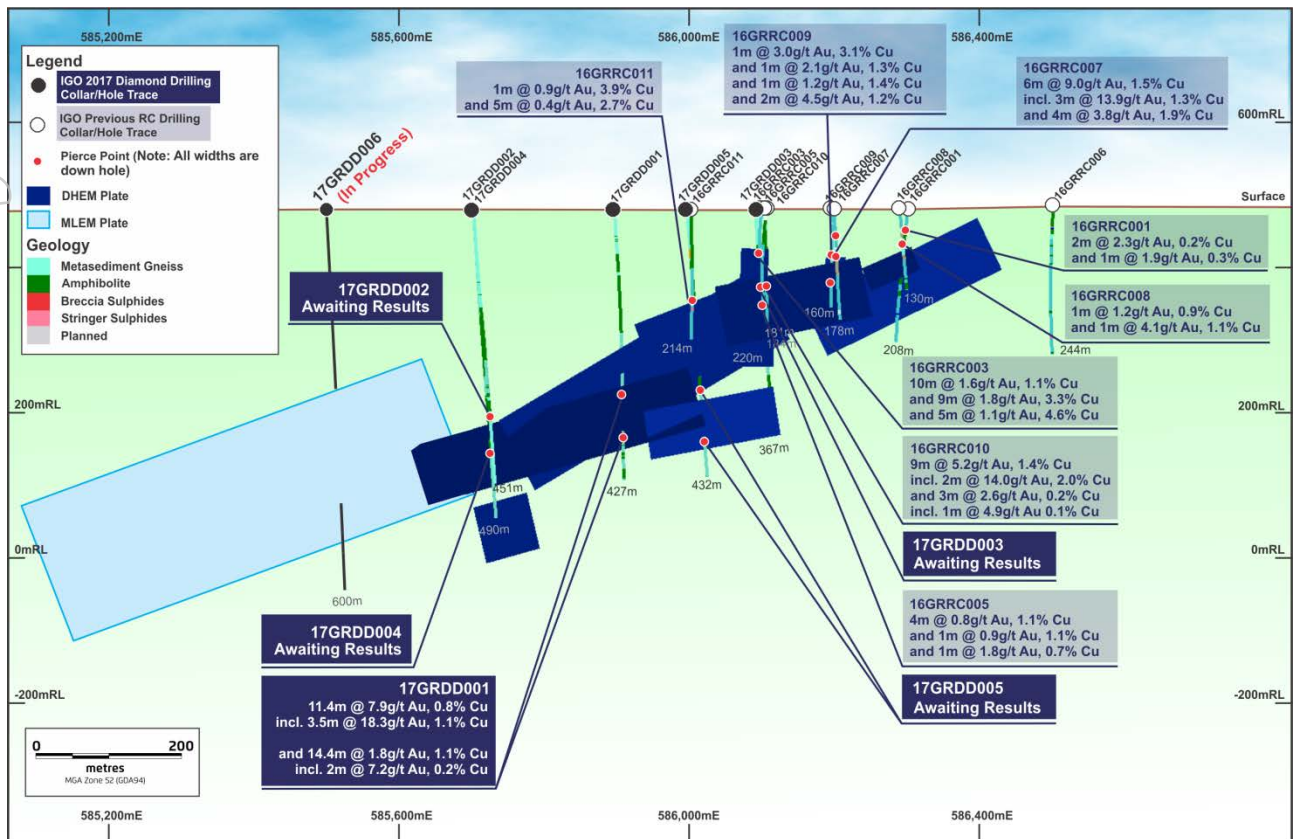 585,200mE
585,600mE
586,000mE
586,400mE
Legend
IGO 2017 Diamond Drilling
Collar/Hole Trace
IGO Previous RC Drilling
Collar/Hole Trace
Pierce Point (Note: All widths are
down hole)
DHEM Plate
MLEM Plate
Geology
Metasediment Gneiss
Amphibolite
Breccia Sulphides
Stringer Sulphides
Planned
16GRRC011
1m @ 0.9g/t Au, 3.9% Cu
and 5m @ 0.4g/t Au, 2.7% Cu
16GRRC009
1m @ 3.0g/t Au, 3.1% Cu
and 1m @ 2.1g/t Au, 1.3% Cu
and 1m @ 1.2g/t Au, 1.4% Cu
and 2m @ 4.5g/t Au, 1.2% Cu
16GRRC007
6m @ 9.0g/t Au, 1.5% Cu
incl. 3m @ 13.9g/t Au, 1.3% Cu
and 4m @ 3.8g/t Au, 1.9% Cu
600mRL
17GRDD006
(In Progress)
17GRDD002
17GRDD004
17GRDD001
17GRDD005
16GRRC011
17GRDD003
16GRRC003
16GRRC005
16GRRC010
16GRRC009
16GRRC007
16GRRC008
16GRRC001
16GRRC006
Surface
16GRRC001
2m @ 2.3g/t Au, 0.2% Cu
and 1m @ 1.9g/t Au, 0.3% Cu
16GRRC008
1m @ 1.2g/t Au, 0.9% Cu
and 1m @ 4.1g/t Au, 1.1% Cu
17GRDD002
Awaiting Results
130m
160m
178m
181m
214m
220m
208m
244m
16GRRC003
10m @ 1.6g/t Au, 1.1% Cu
and 9m @ 1.8g/t Au, 3.3% Cu
and 5m @ 1.1g/t Au, 4.6% Cu
200mRL
200mRL
367m
16GRRC010
9m @ 5.2g/t Au, 1.4% Cu
incl. 2m @ 14.0g/t Au, 2.0% Cu
and 3m @ 2.6g/t Au, 0.2% Cu
incl. 1m @ 4.9g/t Au 0.1% Cu
451m
427m
432m
490m
17GRDD003
Awaiting Results
0mRL
0mRL
600m
16GRRC005
4m @ 0.8g/t Au, 1.1% Cu
and 1m @ 0.9g/t Au, 1.1% Cu
and 1m @ 1.8g/t Au, 0.7% Cu
17GRDD004
Awaiting Results
17GRDD001
11.4m @ 7.9g/t Au, 0.8% Cu
incl. 3.5m @ 18.3g/t Au, 1.1% Cu
and 14.4m @ 1.8g/t Au, 1.1% Cu
incl. 2m @ 7.2g/t Au, 0.2% Cu
17GRDD005
Awaiting Results
-200mRL
-200mRL
0 200
metres
MGA Zone 52 (GDA94)
585,200mE
585,600mE
586,000mE
586,400mE